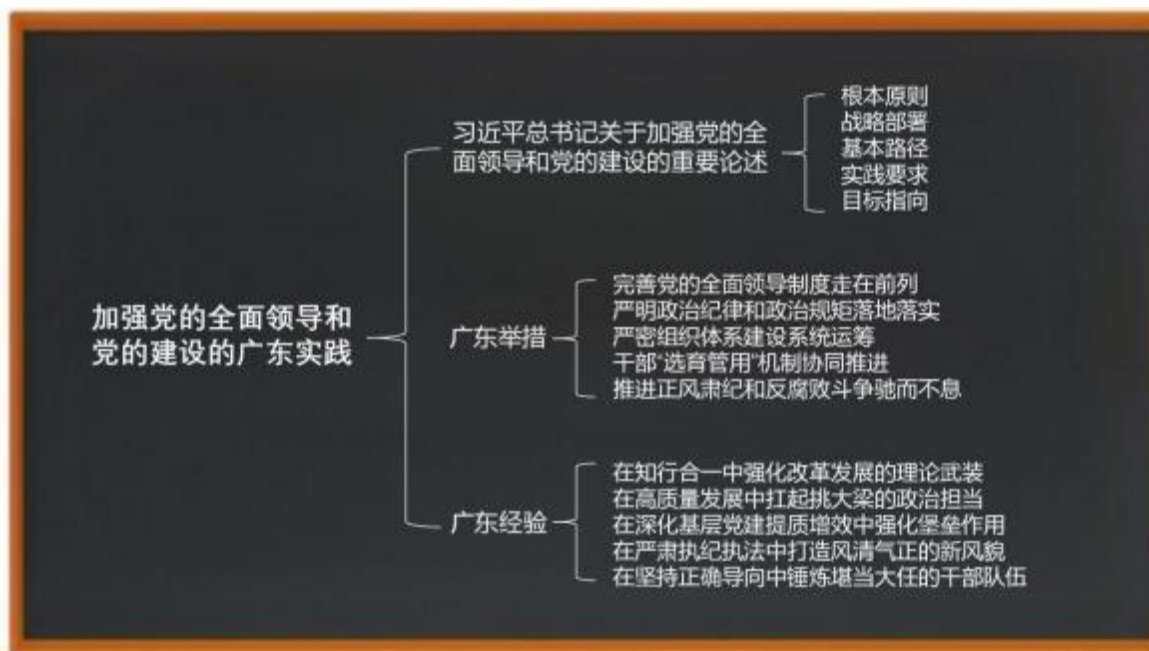 加强党的全面领导和
党的建设的广东实践
习近平总书记关于加强党的全
面领导和党的建设的重要论述
根本原则
战略部署
基本路径
实践要求
目标指向
广东举措
完善党的全面领导制度走在前列
严明政治纪律和政治规矩落地落实
严密组织体系建设系统运筹
干部“选育管用”机制协同推进
推进正风肃纪和反腐败斗争驰而不息
广东经验
在知行合一中强化改革发展的理论武装
在高质量发展中扛起挑大梁的政治担当
在深化基层党建提质增效中强化堡垒作用
在严肃执纪执法中打造风清气正的新风貌
在坚持正确导向中锤炼堪当大任的干部队伍